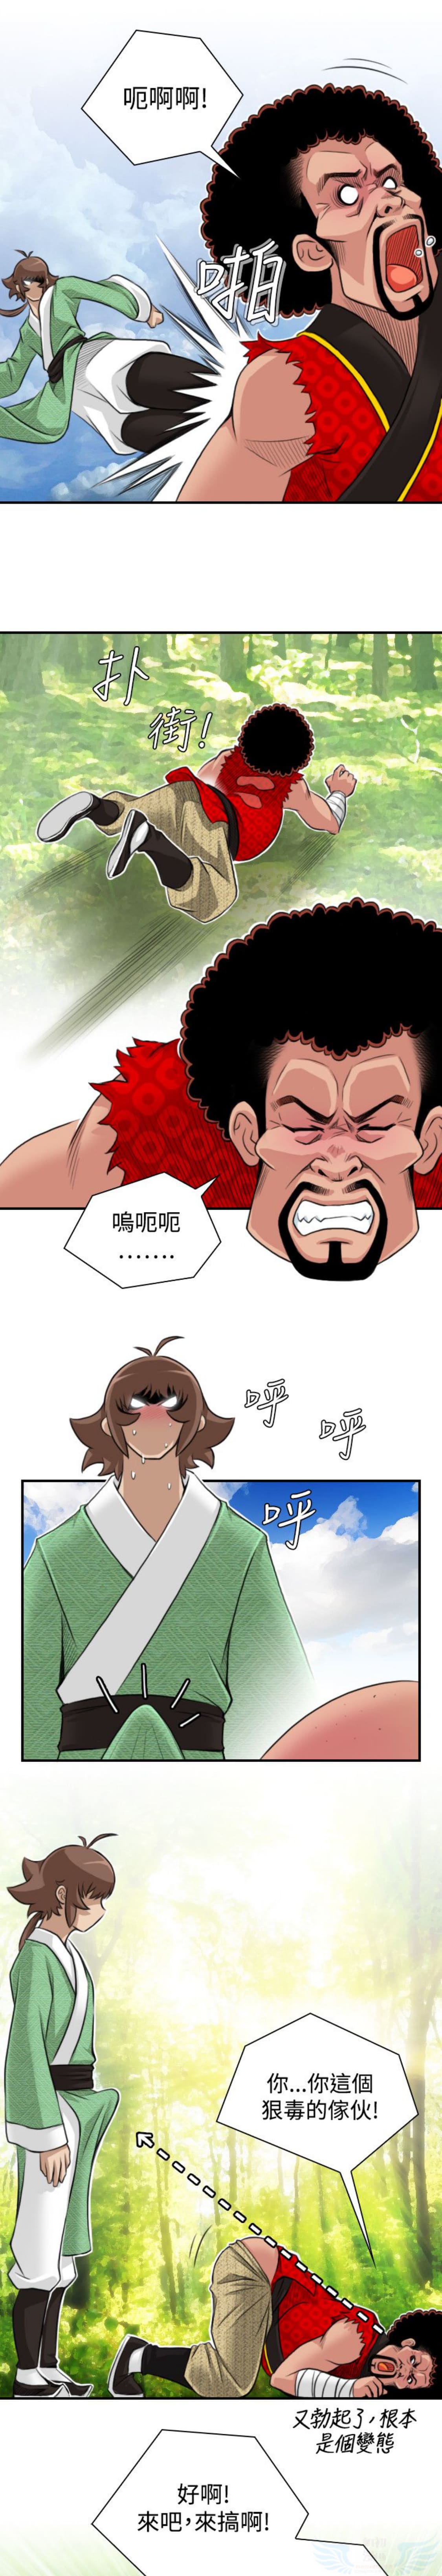 呃啊啊!
啪
扑
街!
嗚呃呃
.......
呼
呼
呼
你...你這個
狠毒的傢伙!
又勃起了,根本
是個變態
好啊!
來吧,來搞啊!